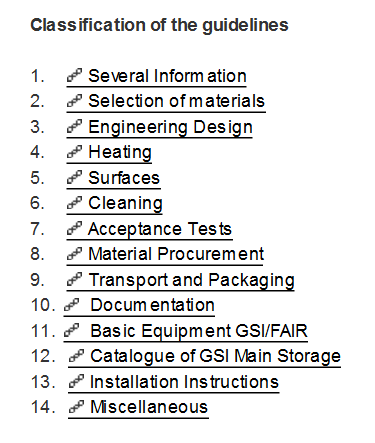 Classification of the guidelines
1. Several Information
2. Selection of materials
3. Engineering Design
4. Heating
5. Surfaces
6. Cleaning
7. Acceptance Tests
8. Material Procurement
9. Transport and Packaging
10. Documentation
11. Basic Equipment GSI/FAIR
12. Catalogue of GSI Main Storage
13. Installation Instructions
14. Miscellaneous